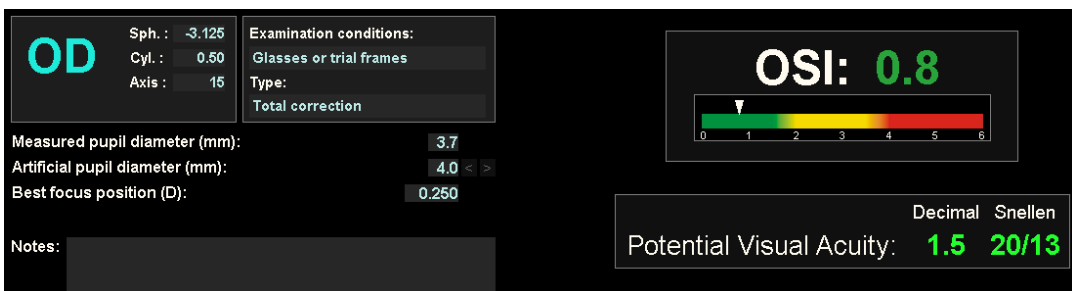 OD
Sph. : -3.125
Cyl. : 0.50
Axis : 15
Examination conditions:
Glasses or trial frames
Type:
Total correction
Measured pupil diameter (mm): 3.7
Artificial pupil diameter (mm): 4.0 < >
Best focus position (D): 0.250
Notes:
OSI: 0.8
0 1 2 3 4 5 6
Decimal Snellen
Potential Visual Acuity: 1.5 20/13